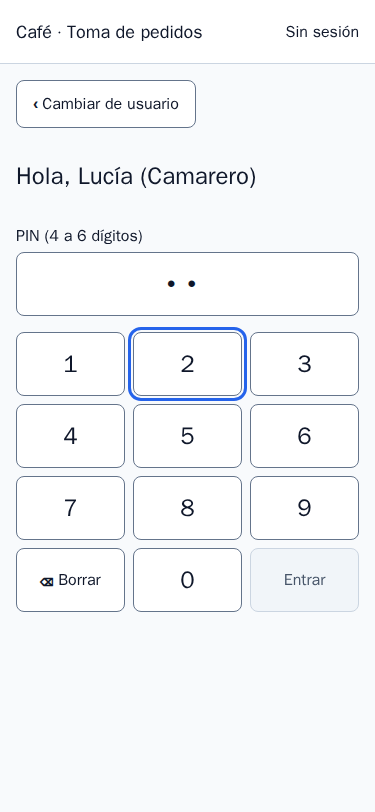 Café · Toma de pedidos
Sin sesión
‹ Cambiar de usuario
Hola, Lucía (Camarero)
PIN (4 a 6 dígitos)
••
1 2 3
4 5 6
7 8 9
⌫ Borrar 0 Entrar